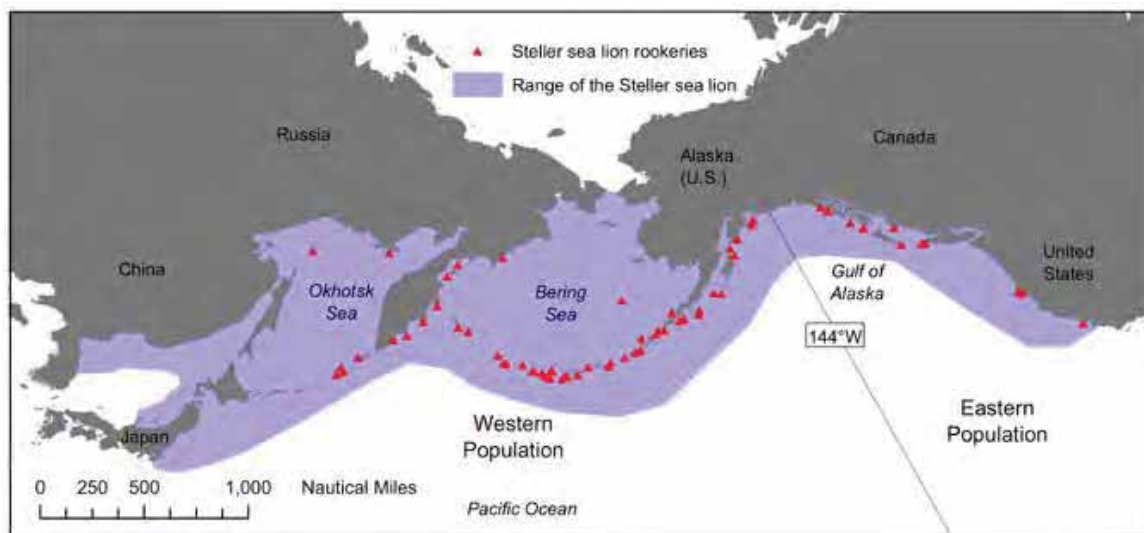 Steller sea lion rookeries
Range of the Steller sea lion
Russia
Canada
Alaska
(U.S.)
China
United
States
Okhotsk
Sea
Bering
Sea
Gulf of
Alaska
144°W
Western
Population
Eastern
Population
Japan
0 250 500 1,000 Nautical Miles
Pacific Ocean